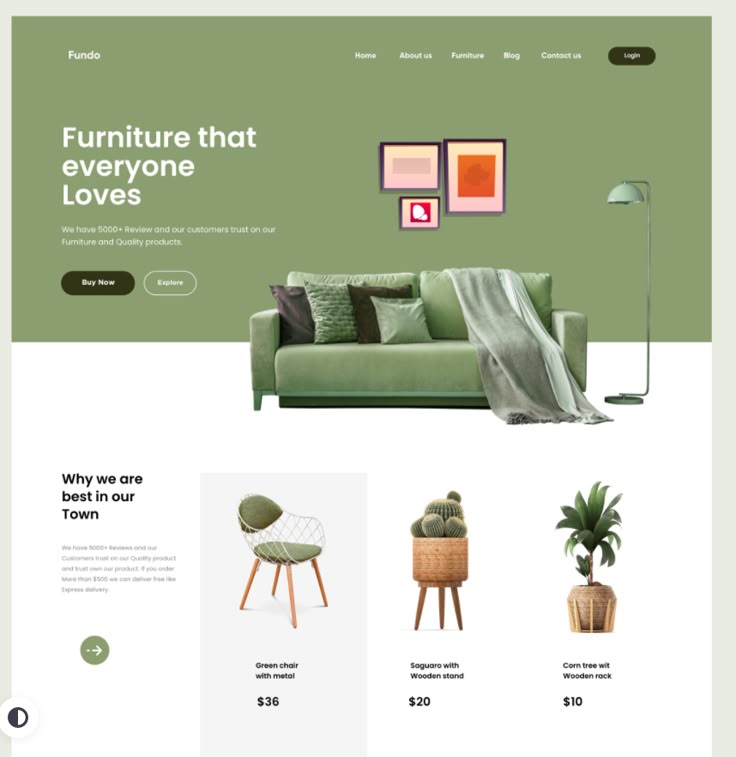 Fundo
Home
About us
Furniture
Blog
Contact us
Login
Furniture that
everyone
Loves
We have 5000+ Review and our customers trust on our
Furniture and Quality products.
Buy Now
Explore
Why we are
best in our
Town
We have 5000+ Reviews and our
Customers trust on our Quality product
and trust own our product. If you order
More than $500 we can deliver free like
Express delivery.
Green chair
with metal
$36
Saguaro with
Wooden stand
$20
Corn tree wit
Wooden rack
$10